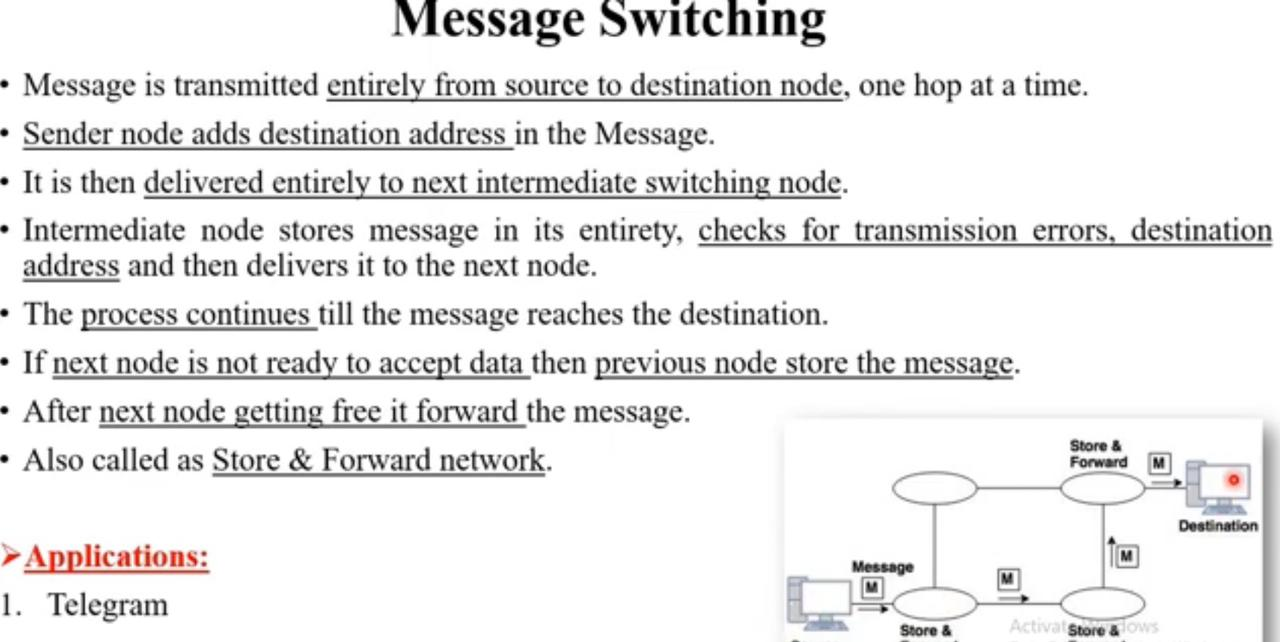 Message Switching
• Message is transmitted entirely from source to destination node, one hop at a time.
• Sender node adds destination address in the Message.
• It is then delivered entirely to next intermediate switching node.
• Intermediate node stores message in its entirety, checks for transmission errors, destination
address and then delivers it to the next node.
• The process continues till the message reaches the destination.
• If next node is not ready to accept data then previous node store the message.
• After next node getting free it forward the message.
• Also called as Store & Forward network.
➤Applications:
1. Telegram
Store &
Forward
M
Destination
M
Message
M
M
Store &
Activate Windows
Store &